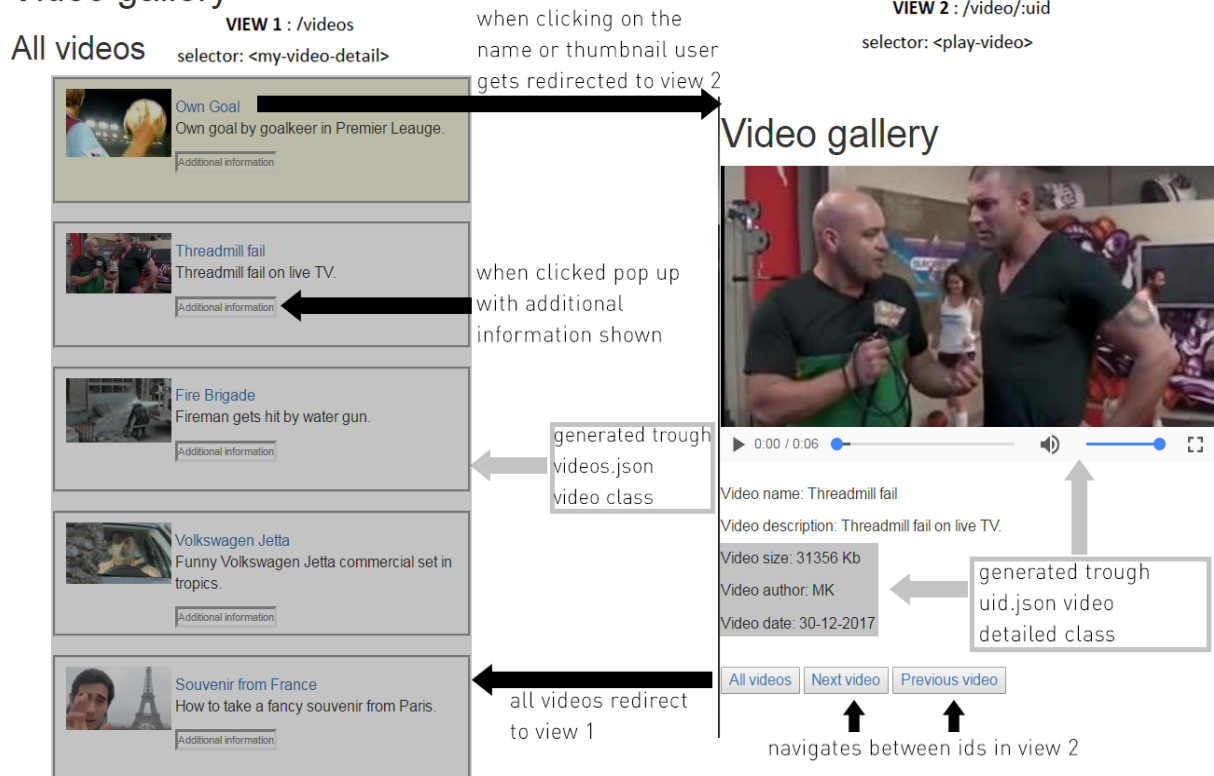 Video gallery
VIEW 1 : /videos
All videos
selector: <my-video-detail>
when clicking on the
name or thumbnail user
gets redirected to view 2
VIEW 2 : /video/:uid
selector: <play-video>
Own Goal
Own goal by goalkeer in Premier Leauge.
Additional information
Threadmill fail
Threadmill fail on live TV.
Additional information
when clicked pop up
with additional
information shown
Fire Brigade
Fireman gets hit by water gun.
Additional information
generated trough
videos.json
video class
Volkswagen Jetta
Funny Volkswagen Jetta commercial set in
tropics.
Additional information
Souvenir from France
How to take a fancy souvenir from Paris.
Additional information
all videos redirect
to view 1
Video gallery
0:00 / 0:06
Video name: Threadmill fail
Video description: Threadmill fail on live TV.
Video size: 31356 Kb
Video author: MK
Video date: 30-12-2017
generated trough
uid.json video
detailed class
All videos
Next video
Previous video
navigates between ids in view 2